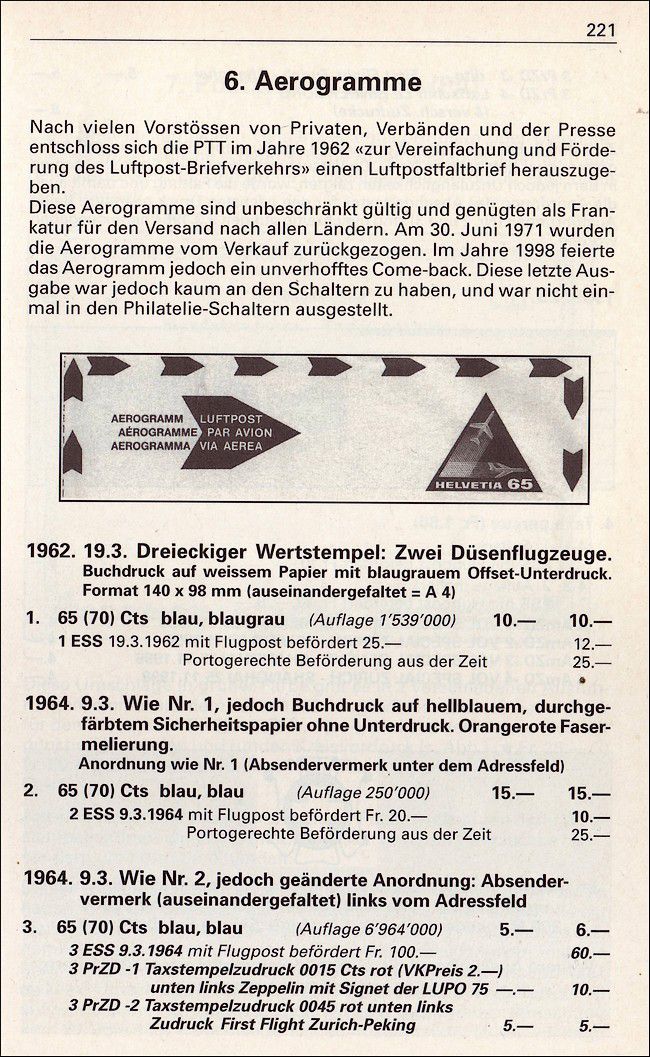 221
6. Aerogramme
Nach vielen Vorstössen von Privaten, Verbänden und der Presse
entschloss sich die PTT im Jahre 1962 «zur Vereinfachung und Förde-
rung des Luftpost-Briefverkehrs» einen Luftpostfaltbrief herauszuge-
ben.
Diese Aerogramme sind unbeschränkt gültig und genügten als Fran-
katur für den Versand nach allen Ländern. Am 30. Juni 1971 wurden
die Aerogramme vom Verkauf zurückgezogen. Im Jahre 1998 feierte
das Aerogramm jedoch ein unverhofftes Come-back. Diese letzte Aus-
gabe war jedoch kaum an den Schaltern zu haben, und war nicht ein-
mal in den Philatelie-Schaltern ausgestellt.
AEROGRAMM LUFTPOST
AÉROGRAMME PAR AVION
AEROGRAMMA VIA AEREA
HELVETIA 65
1962. 19.3. Dreieckiger Wertstempel: Zwei Düsenflugzeuge.
Buchdruck auf weissem Papier mit blaugrauem Offset-Unterdruck.
Format 140 x 98 mm (auseinandergefaltet = A 4)
1. 65 (70) Cts blau, blaugrau (Auflage 1'539'000) 10.— 10.—
1 ESS 19.3.1962 mit Flugpost befördert 25.— 12.—
Portogerechte Beförderung aus der Zeit 25.—
1964. 9.3. Wie Nr. 1, jedoch Buchdruck auf hellblauem, durchge-
färbtem Sicherheitspapier ohne Unterdruck. Orangerote Faser-
melierung.
Anordnung wie Nr. 1 (Absendervermerk unter dem Adressfeld)
2. 65 (70) Cts blau, blau (Auflage 250'000) 15.— 15.—
2 ESS 9.3.1964 mit Flugpost befördert Fr. 20.— 10.—
Portogerechte Beförderung aus der Zeit 25.—
1964. 9.3. Wie Nr. 2, jedoch geänderte Anordnung: Absender-
vermerk (auseinandergefaltet) links vom Adressfeld
3. 65 (70) Cts blau, blau (Auflage 6'964'000) 5.— 6.—
3 ESS 9.3.1964 mit Flugpost befördert Fr. 100.— 60.—
3 PrZD -1 Taxstempelzudruck 0015 Cts rot (VKPreis 2.—)
unten links Zeppelin mit Signet der LUPO 75 —.— 10.—
3 PrZD -2 Taxstempelzudruck 0045 rot unten links
Zudruck First Flight Zurich-Peking 5.— 5.—